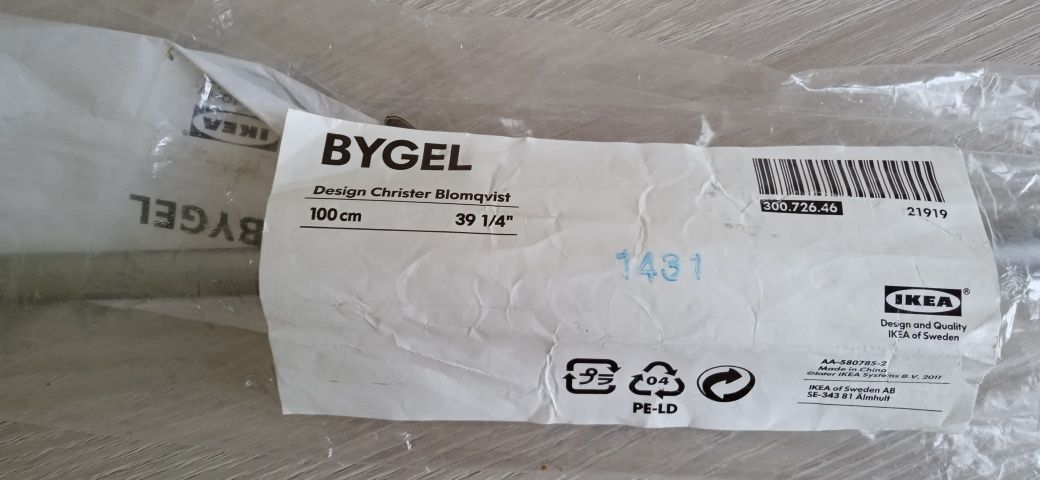 BYGEL
Design Christer Blomqvist
100 cm 39 1/4"
300.726.46 21919
1431
IKEA®
Design and Quality
IKEA of Sweden
AA-580785-2
Made in China
©Inter IKEA Systems B.V. 2011
IKEA of Sweden AB
SE-343 81 Älmhult
04
PE-LD
IKEA
BYGEL